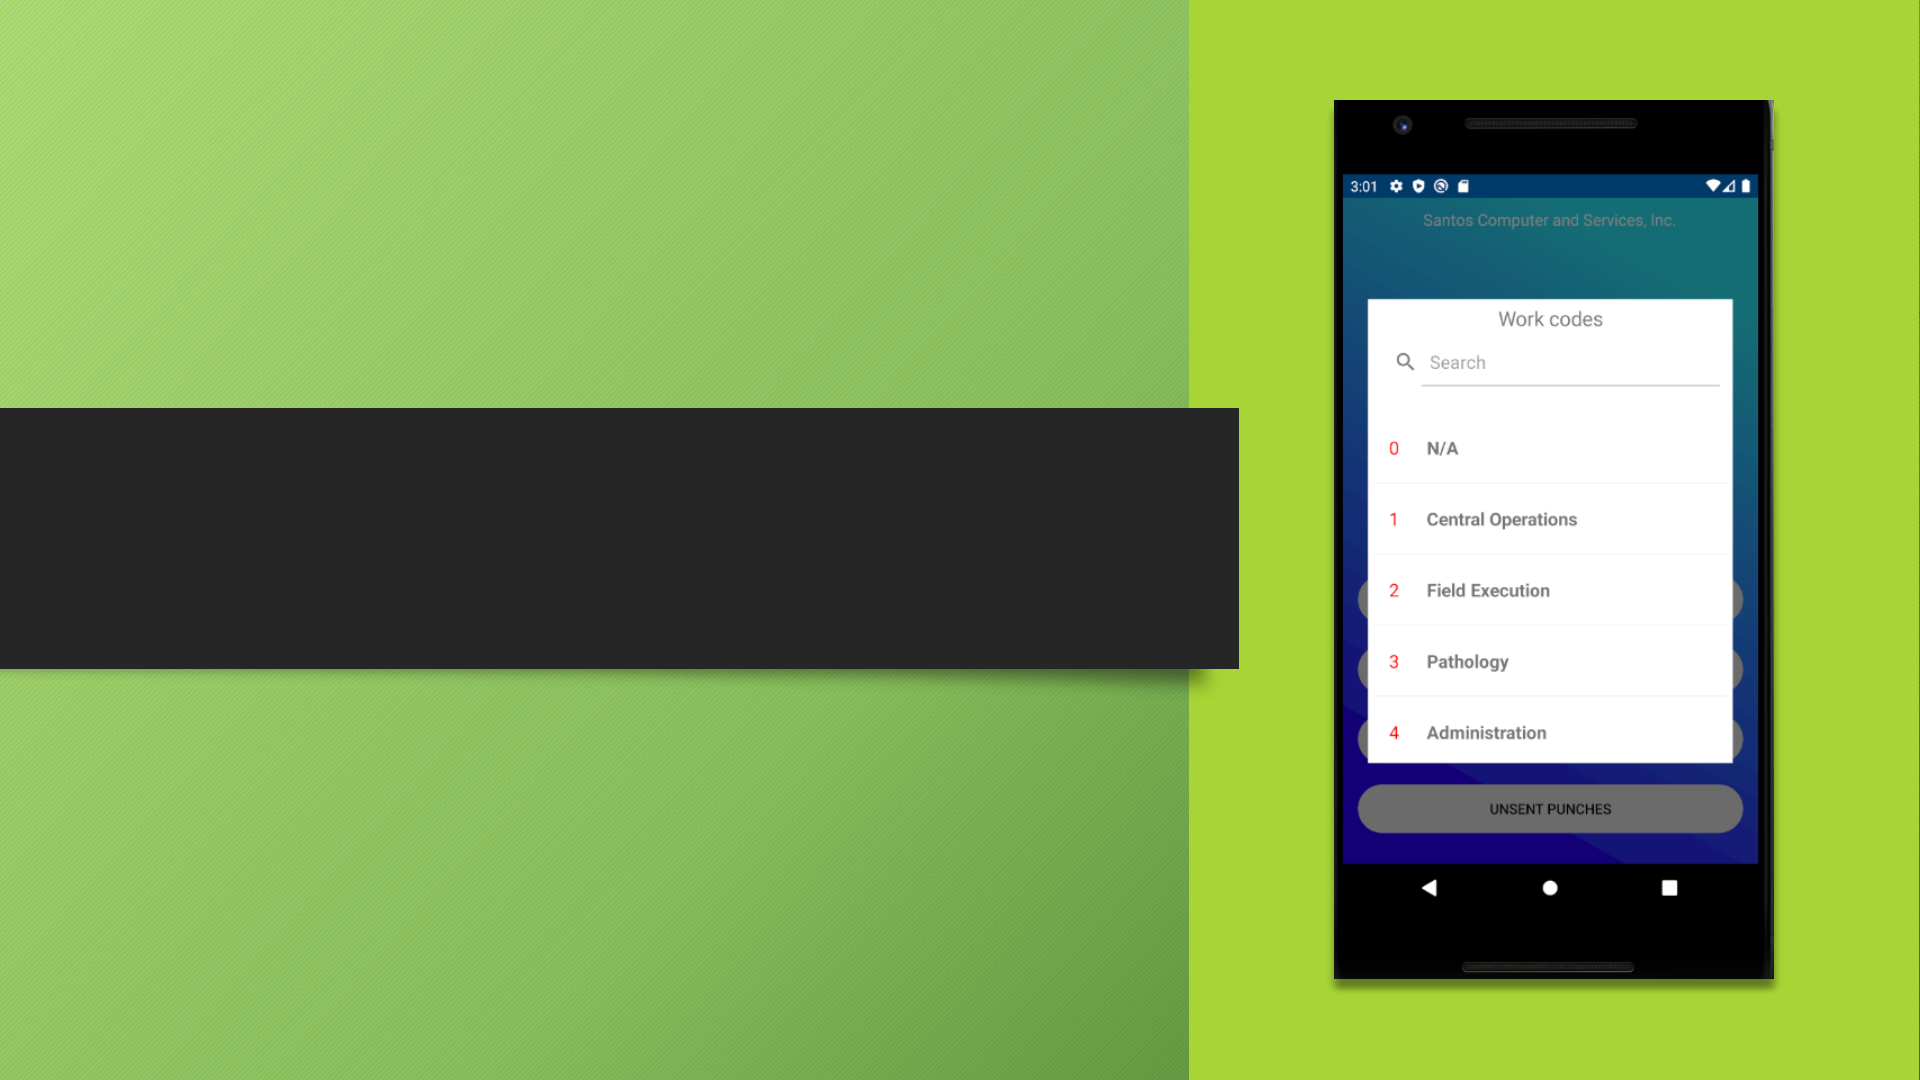 3:01
Santos Computer and Services, Inc.
Work codes
Search
0 N/A
1 Central Operations
2 Field Execution
3 Pathology
4 Administration
UNSENT PUNCHES